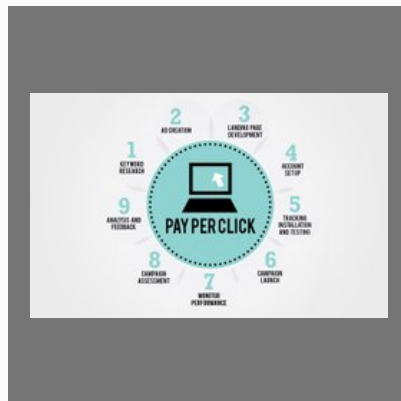 1
KEYWORD
RESEARCH
2
AD CREATION
3
LANDING PAGE
DEVELOPMENT
4
ACCOUNT
SETUP
5
TRACKING
INSTALLATION
AND TESTING
6
CAMPAIGN
LAUNCH
7
MONITOR
PERFORMANCE
8
CAMPAIGN
ASSESSMENT
9
ANALYSIS AND
FEEDBACK
PAY PER CLICK